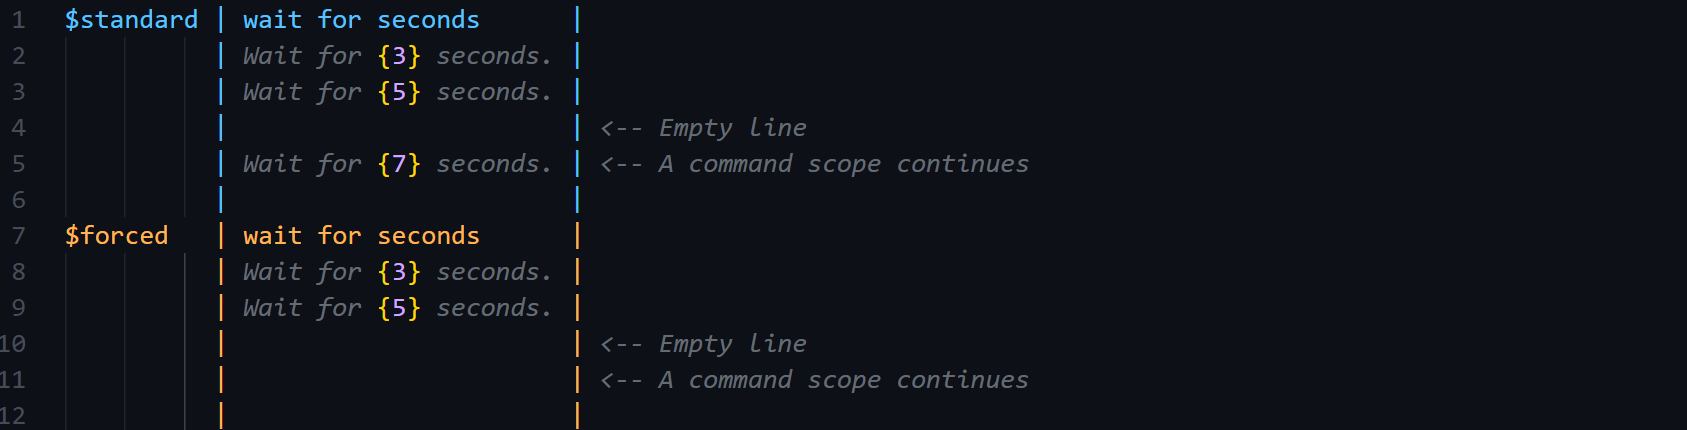 1 $standard | wait for seconds |
2 | Wait for {3} seconds. |
3 | Wait for {5} seconds. |
4 | | <-- Empty line
5 | Wait for {7} seconds. | <-- A command scope continues
6 | |
7 $forced | wait for seconds |
8 | Wait for {3} seconds. |
9 | Wait for {5} seconds. |
10 | | <-- Empty line
11 | | <-- A command scope continues
12 | |